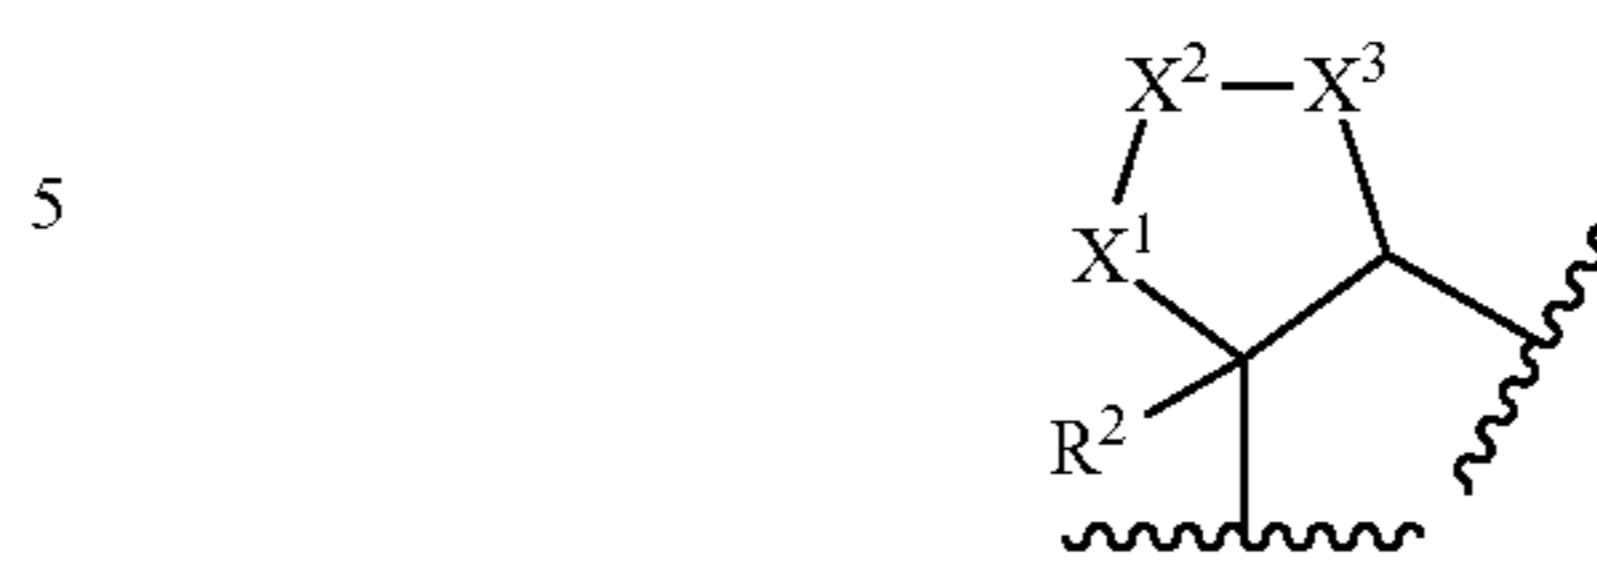 X² — X³
5
X¹
R²